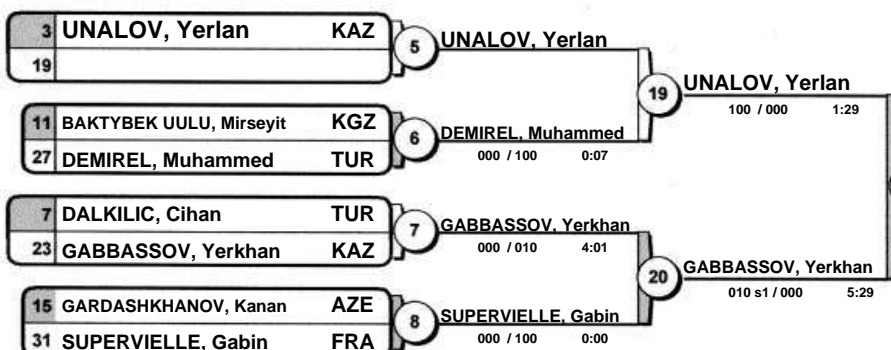 3 UNALOV, Yerlan KAZ
19
5
UNALOV, Yerlan
11 BAKTYBEK UULU, Mirseyit KGZ
27 DEMIREL, Muhammed TUR
6
DEMIREL, Muhammed
000 / 100 0:07
19
UNALOV, Yerlan
100 / 000 1:29
7 DALKILIC, Cihan TUR
23 GABBASSOV, Yerkhan KAZ
7
GABBASSOV, Yerkhan
000 / 010 4:01
15 GARDASHKHANOV, Kanan AZE
31 SUPERVIELLE, Gabin FRA
8
SUPERVIELLE, Gabin
000 / 100 0:00
20
GABBASSOV, Yerkhan
010 s1 / 000 5:29